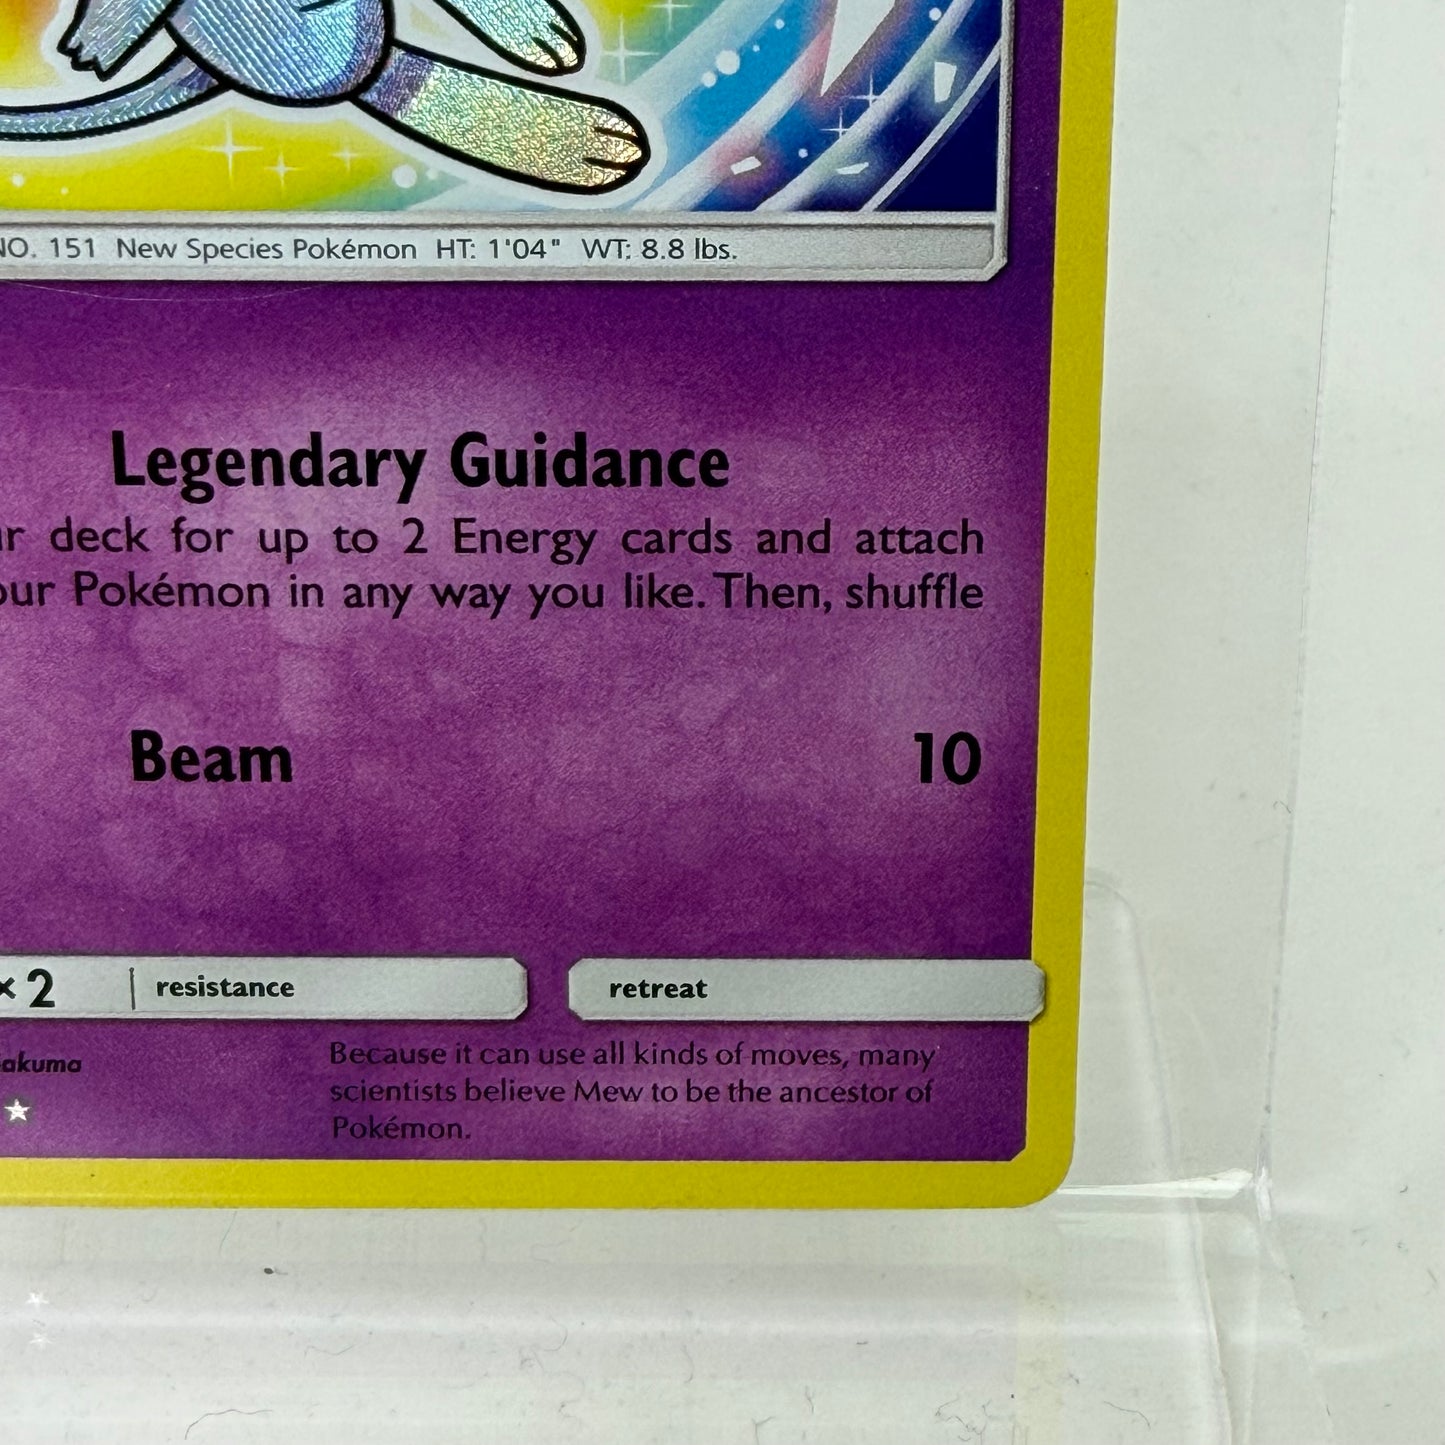 NO. 151 New Species Pokémon HT: 1'04" WT: 8.8 lbs.
Legendary Guidance
deck for up to 2 Energy cards and attach
Pokémon in any way you like. Then, shuffle
Beam 10
×2 resistance retreat
akuma
Because it can use all kinds of moves, many
scientists believe Mew to be the ancestor of
Pokémon.